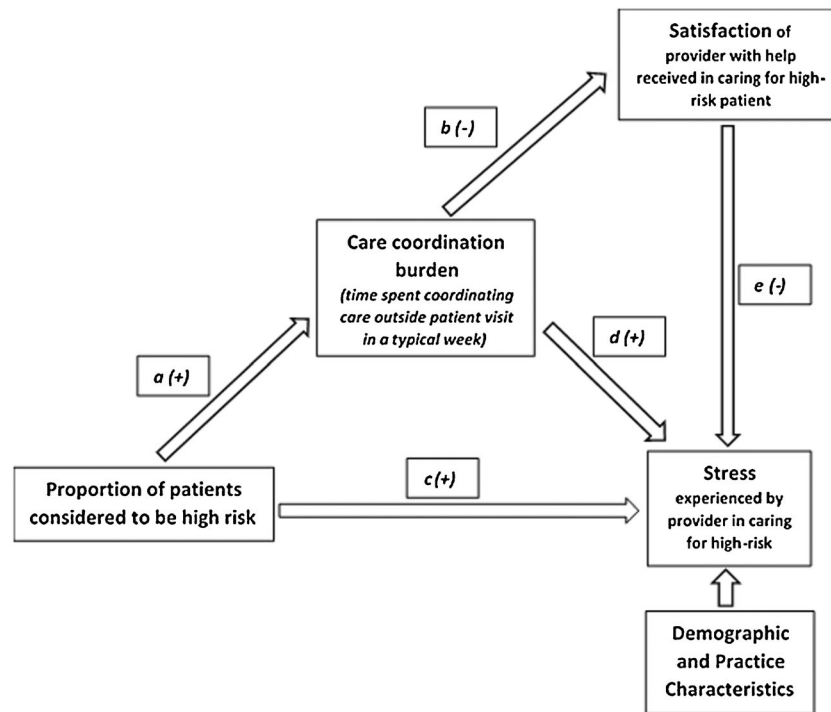 Satisfaction of
provider with help
received in caring for high-
risk patient
b (-)
Care coordination
burden
(time spent coordinating
care outside patient visit
in a typical week)
e (-)
d (+)
a (+)
Proportion of patients
considered to be high risk
c (+)
Stress
experienced by
provider in caring
for high-risk
Demographic
and Practice
Characteristics